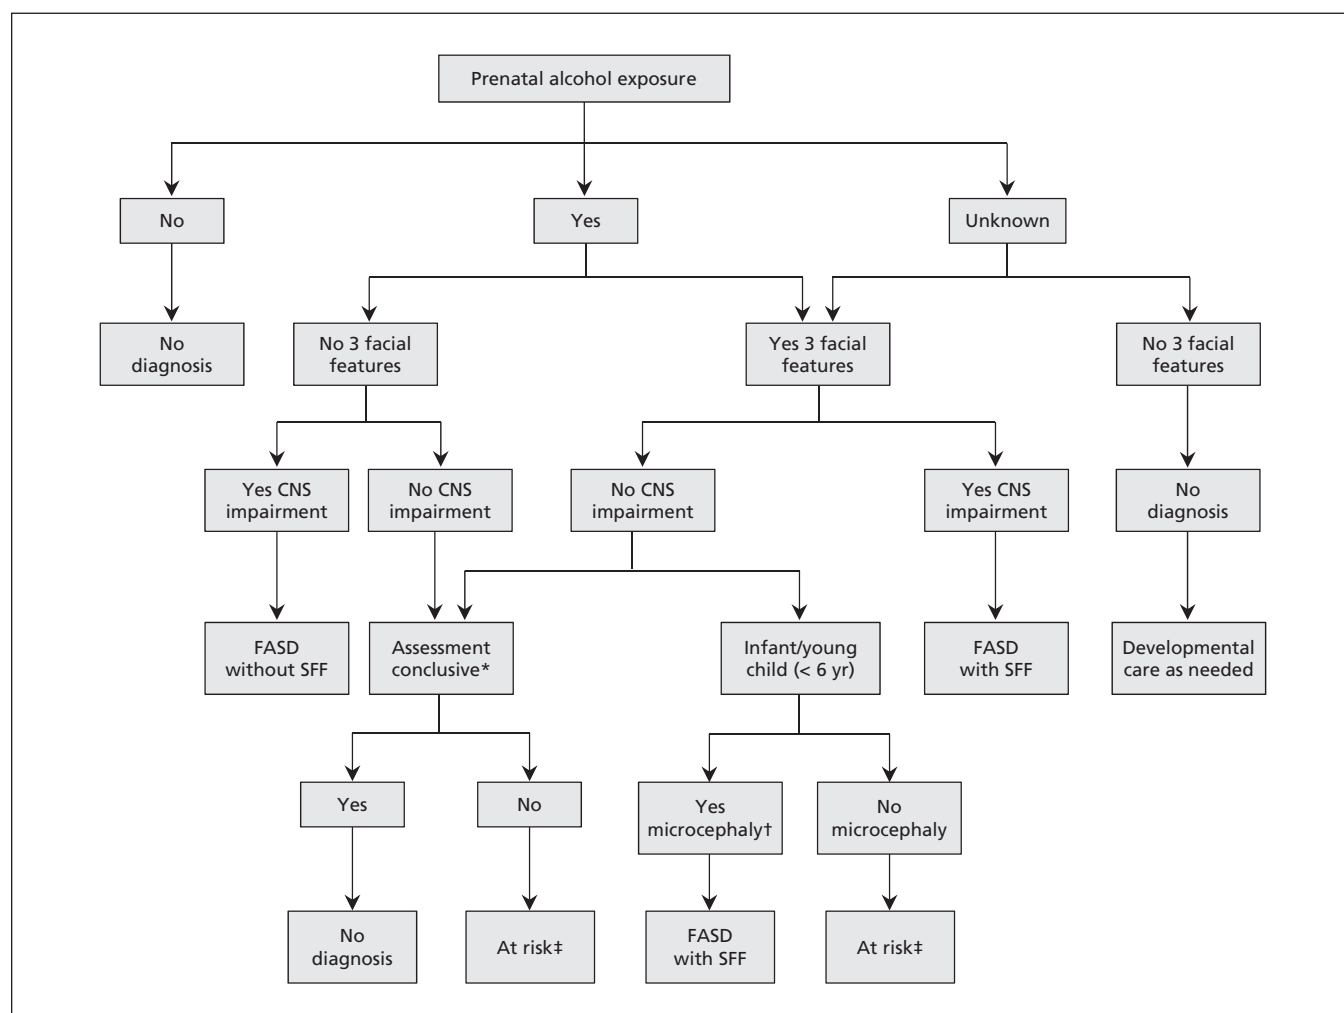 Prenatal alcohol exposure
No
Yes
Unknown
No
diagnosis
No 3 facial
features
Yes 3 facial
features
No 3 facial
features
Yes CNS
impairment
No CNS
impairment
No CNS
impairment
Yes CNS
impairment
No
diagnosis
FASD
without SFF
Assessment
conclusive*
Infant/young
child (< 6 yr)
FASD
with SFF
Developmental
care as needed
Yes
No
Yes
microcephaly†
No
microcephaly
No
diagnosis
At risk‡
FASD
with SFF
At risk‡